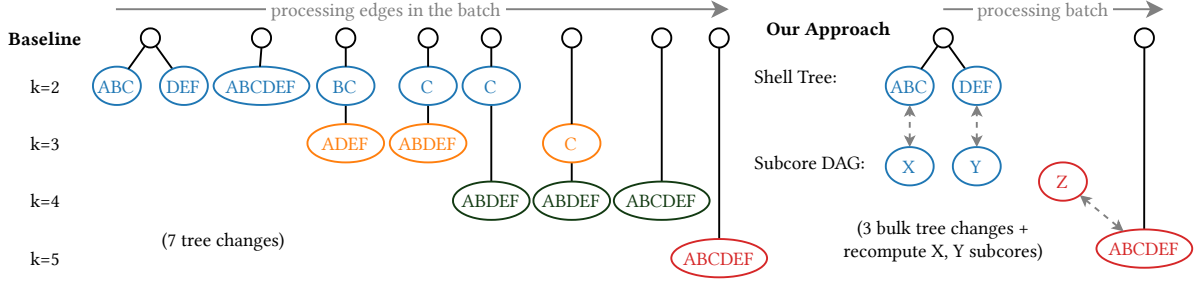 processing edges in the batch
Baseline
k=2
ABC
DEF
ABCDEF
BC
C
C
k=3
ADEF
ABDEF
C
k=4
ABDEF
ABDEF
ABCDEF
(7 tree changes)
k=5
ABCDEF
Our Approach
processing batch
Shell Tree:
ABC
DEF
Subcore DAG:
X
Y
Z
(3 bulk tree changes +
recompute X, Y subcores)
ABCDEF